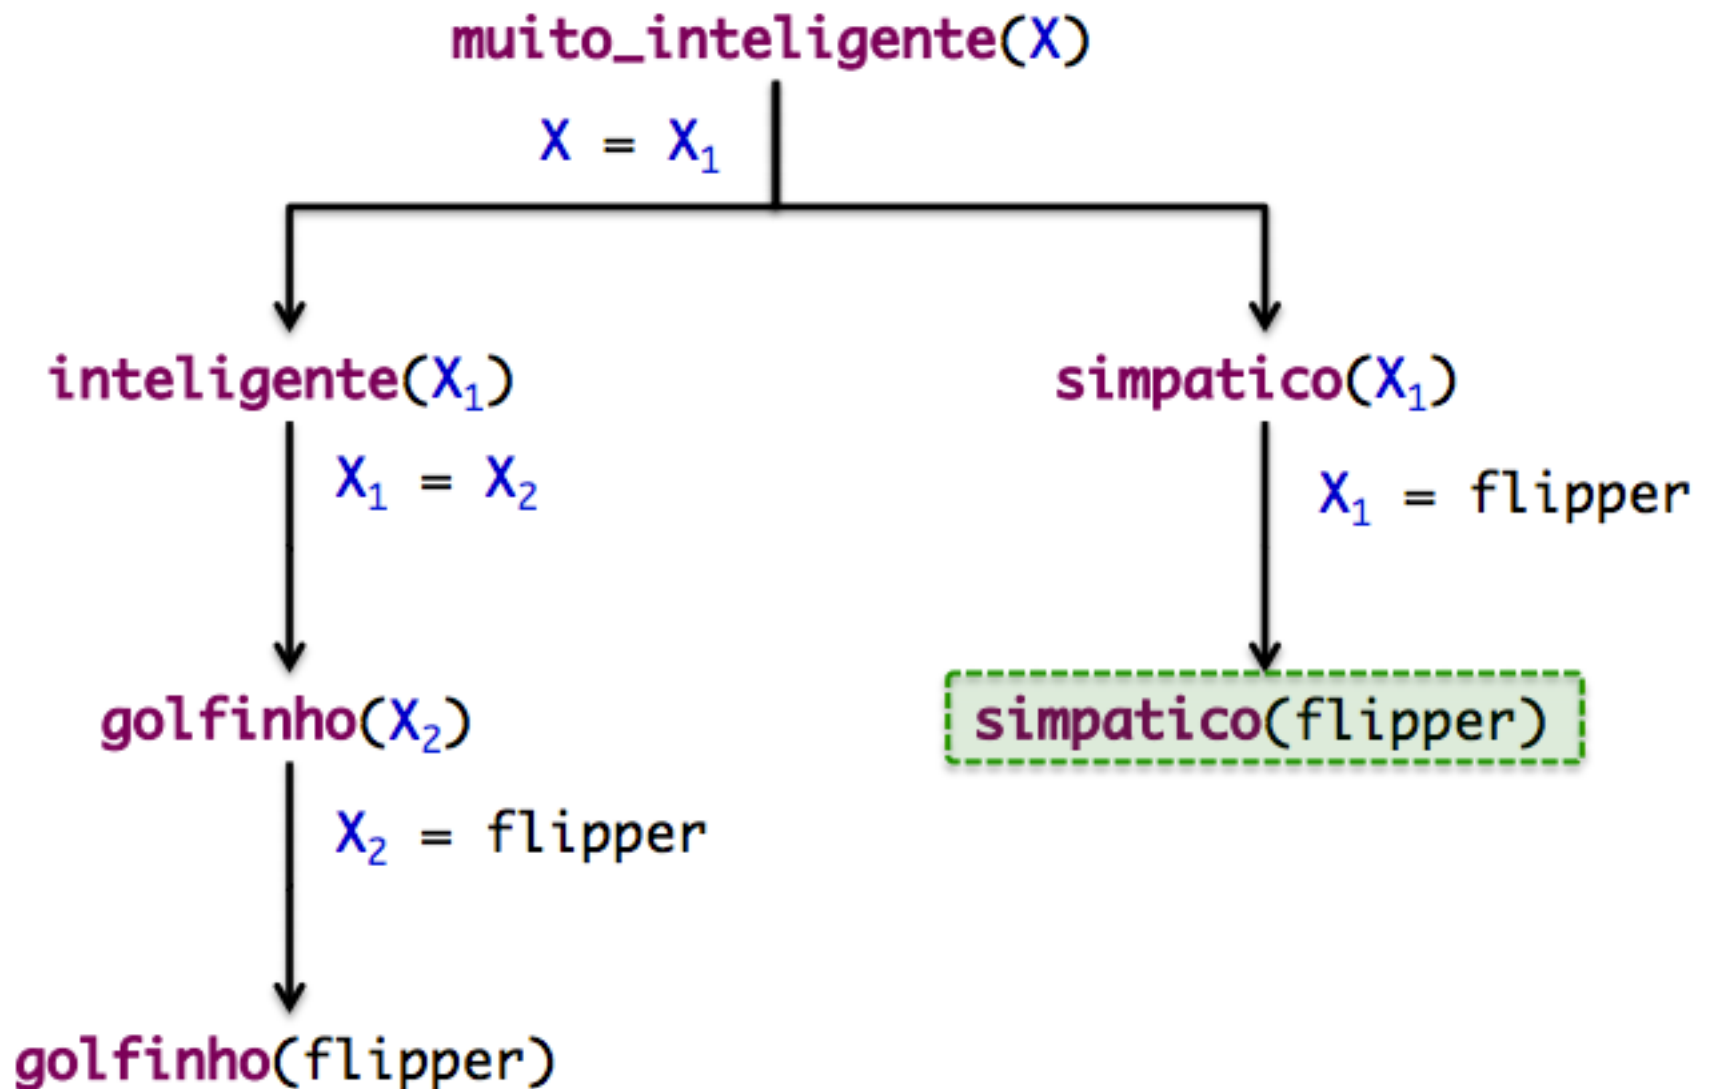 muito_inteligente(X)
X = X₁
inteligente(X₁)
simpatico(X₁)
X₁ = X₂
X₁ = flipper
golfinho(X₂)
simpatico(flipper)
X₂ = flipper
golfinho(flipper)